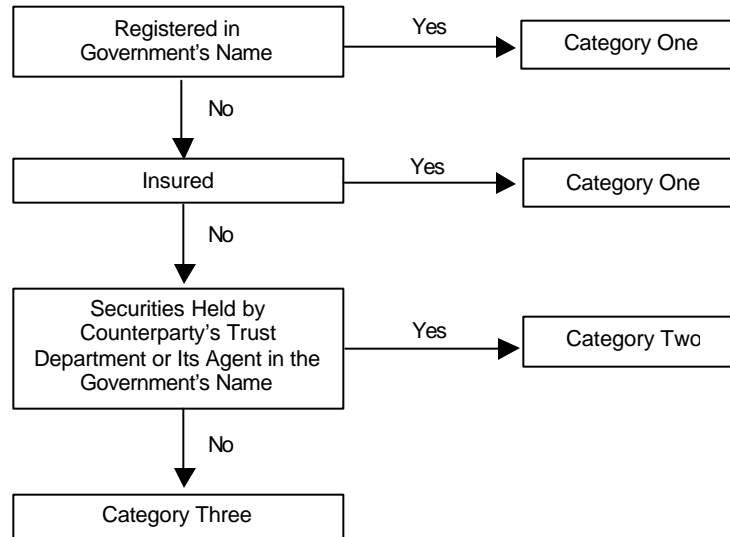 Registered in
Government's Name
Yes
Category One
No
Insured
Yes
Category One
No
Securities Held by
Counterparty's Trust
Department or Its Agent in the
Government's Name
Yes
Category Two
No
Category Three